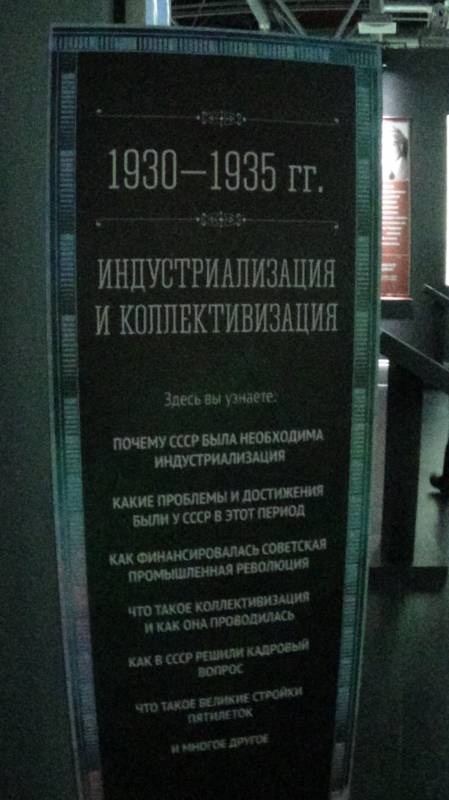 1930—1935 гг.
ИНДУСТРИАЛИЗАЦИЯ
И КОЛЛЕКТИВИЗАЦИЯ
Здесь вы узнаете:
ПОЧЕМУ СССР БЫЛА НЕОБХОДИМА
ИНДУСТРИАЛИЗАЦИЯ
КАКИЕ ПРОБЛЕМЫ И ДОСТИЖЕНИЯ
БЫЛИ У СССР В ЭТОТ ПЕРИОД
КАК ФИНАНСИРОВАЛАСЬ СОВЕТСКАЯ
ПРОМЫШЛЕННАЯ РЕВОЛЮЦИЯ
ЧТО ТАКОЕ КОЛЛЕКТИВИЗАЦИЯ
И КАК ОНА ПРОВОДИЛАСЬ
КАК В СССР РЕШИЛИ КАДРОВЫЙ
ВОПРОС
ЧТО ТАКОЕ ВЕЛИКИЕ СТРОЙКИ
ПЯТИЛЕТОК
И МНОГОЕ ДРУГОЕ